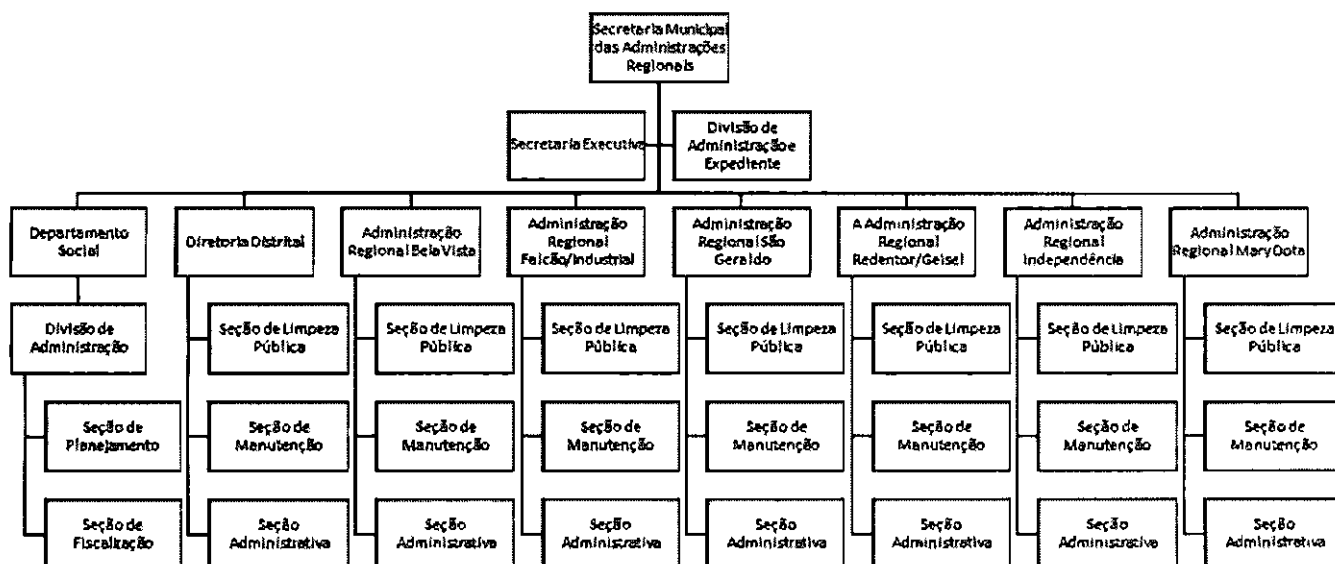 Secretaria Municipal
das Administrações
Regionais
Secretaria Executiva
Divisão de
Administração e
Expediente
Departamento
Social
Diretoria Distrital
Administração
Regional Bela Vista
Administração
Regional
Falcão/Industrial
Administração
Regional São
Geraldo
A Administração
Regional
Redentor/Geisel
Administração
Regional
Independência
Administração
Regional Mary Dota
Divisão de
Administração
Seção de Limpeza
Pública
Seção de Limpeza
Pública
Seção de Limpeza
Pública
Seção de Limpeza
Pública
Seção de Limpeza
Pública
Seção de Limpeza
Pública
Seção de Limpeza
Pública
Seção de
Planejamento
Seção de
Manutenção
Seção de
Manutenção
Seção de
Manutenção
Seção de
Manutenção
Seção de
Manutenção
Seção de
Manutenção
Seção de
Manutenção
Seção de
Fiscalização
Seção
Administrativa
Seção
Administrativa
Seção
Administrativa
Seção
Administrativa
Seção
Administrativa
Seção
Administrativa
Seção
Administrativa